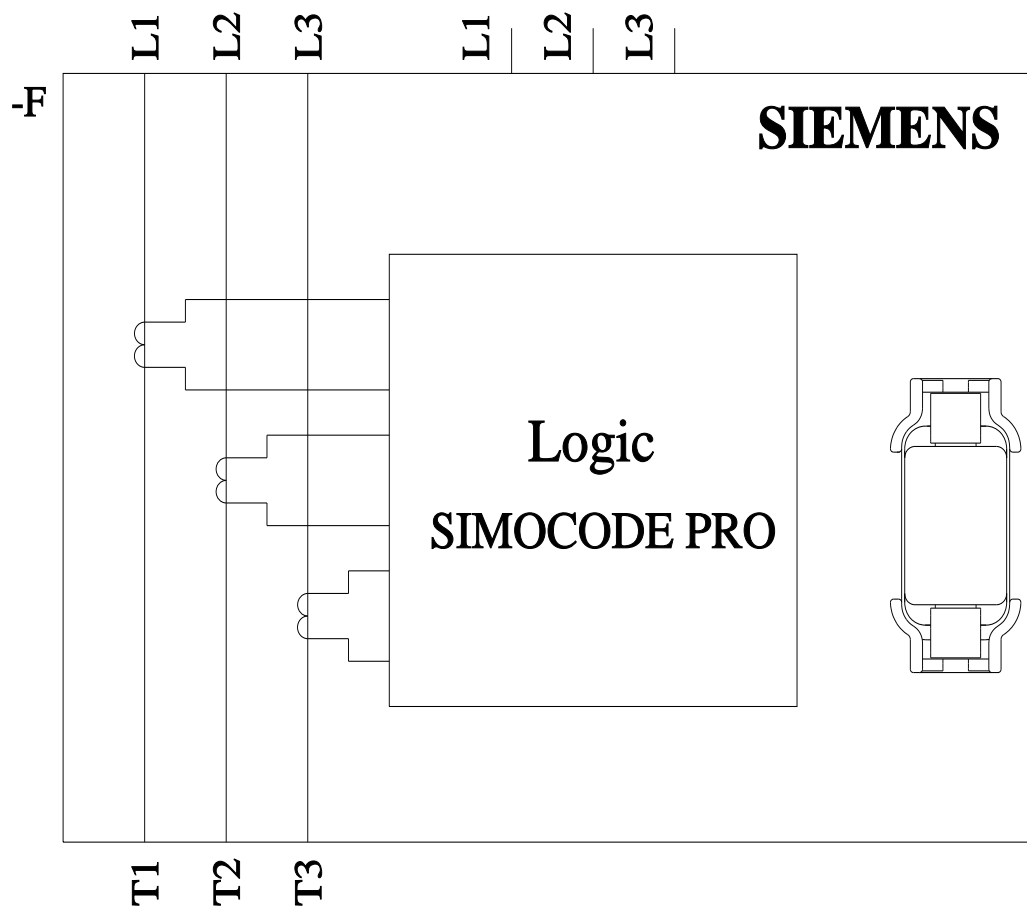 L1 L2 L3 L1 L2 L3
-F
SIEMENS
Logic
SIMOCODE PRO
T1 T2 T3